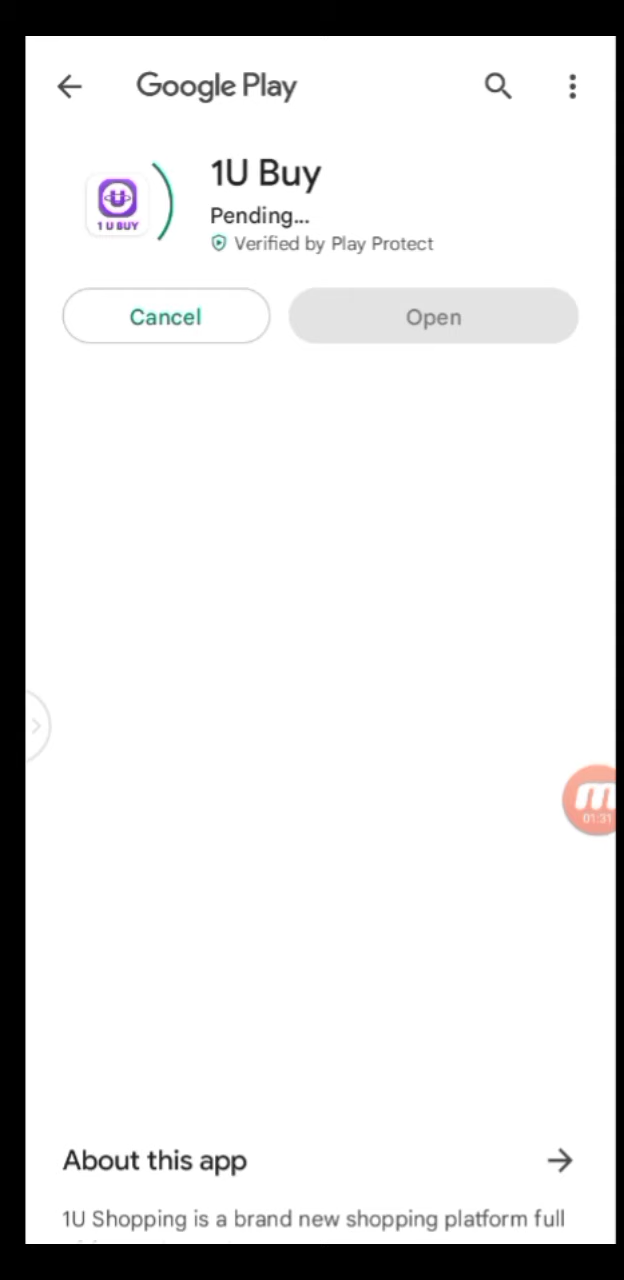 Google Play
1U Buy
1 U BUY
Pending...
Verified by Play Protect
Cancel
Open
01:31
About this app
1U Shopping is a brand new shopping platform full